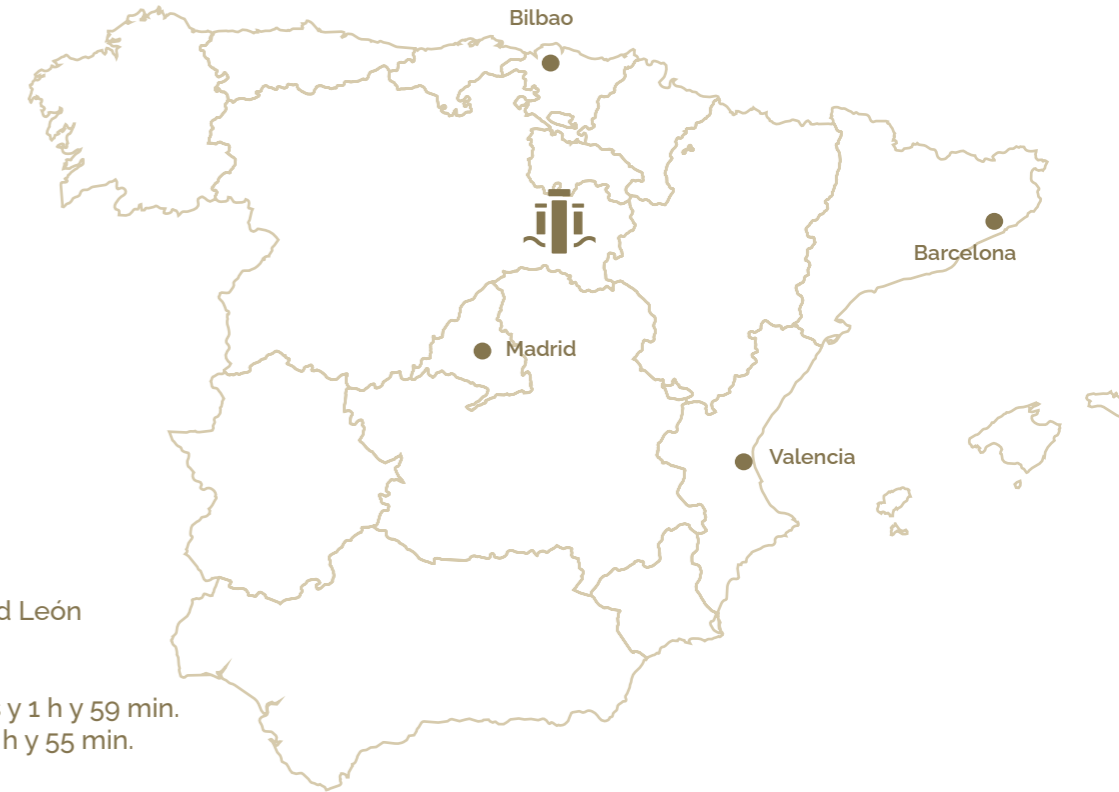 Bilbao
Barcelona
Madrid
Valencia
d León
y 1 h y 59 min.
h y 55 min.